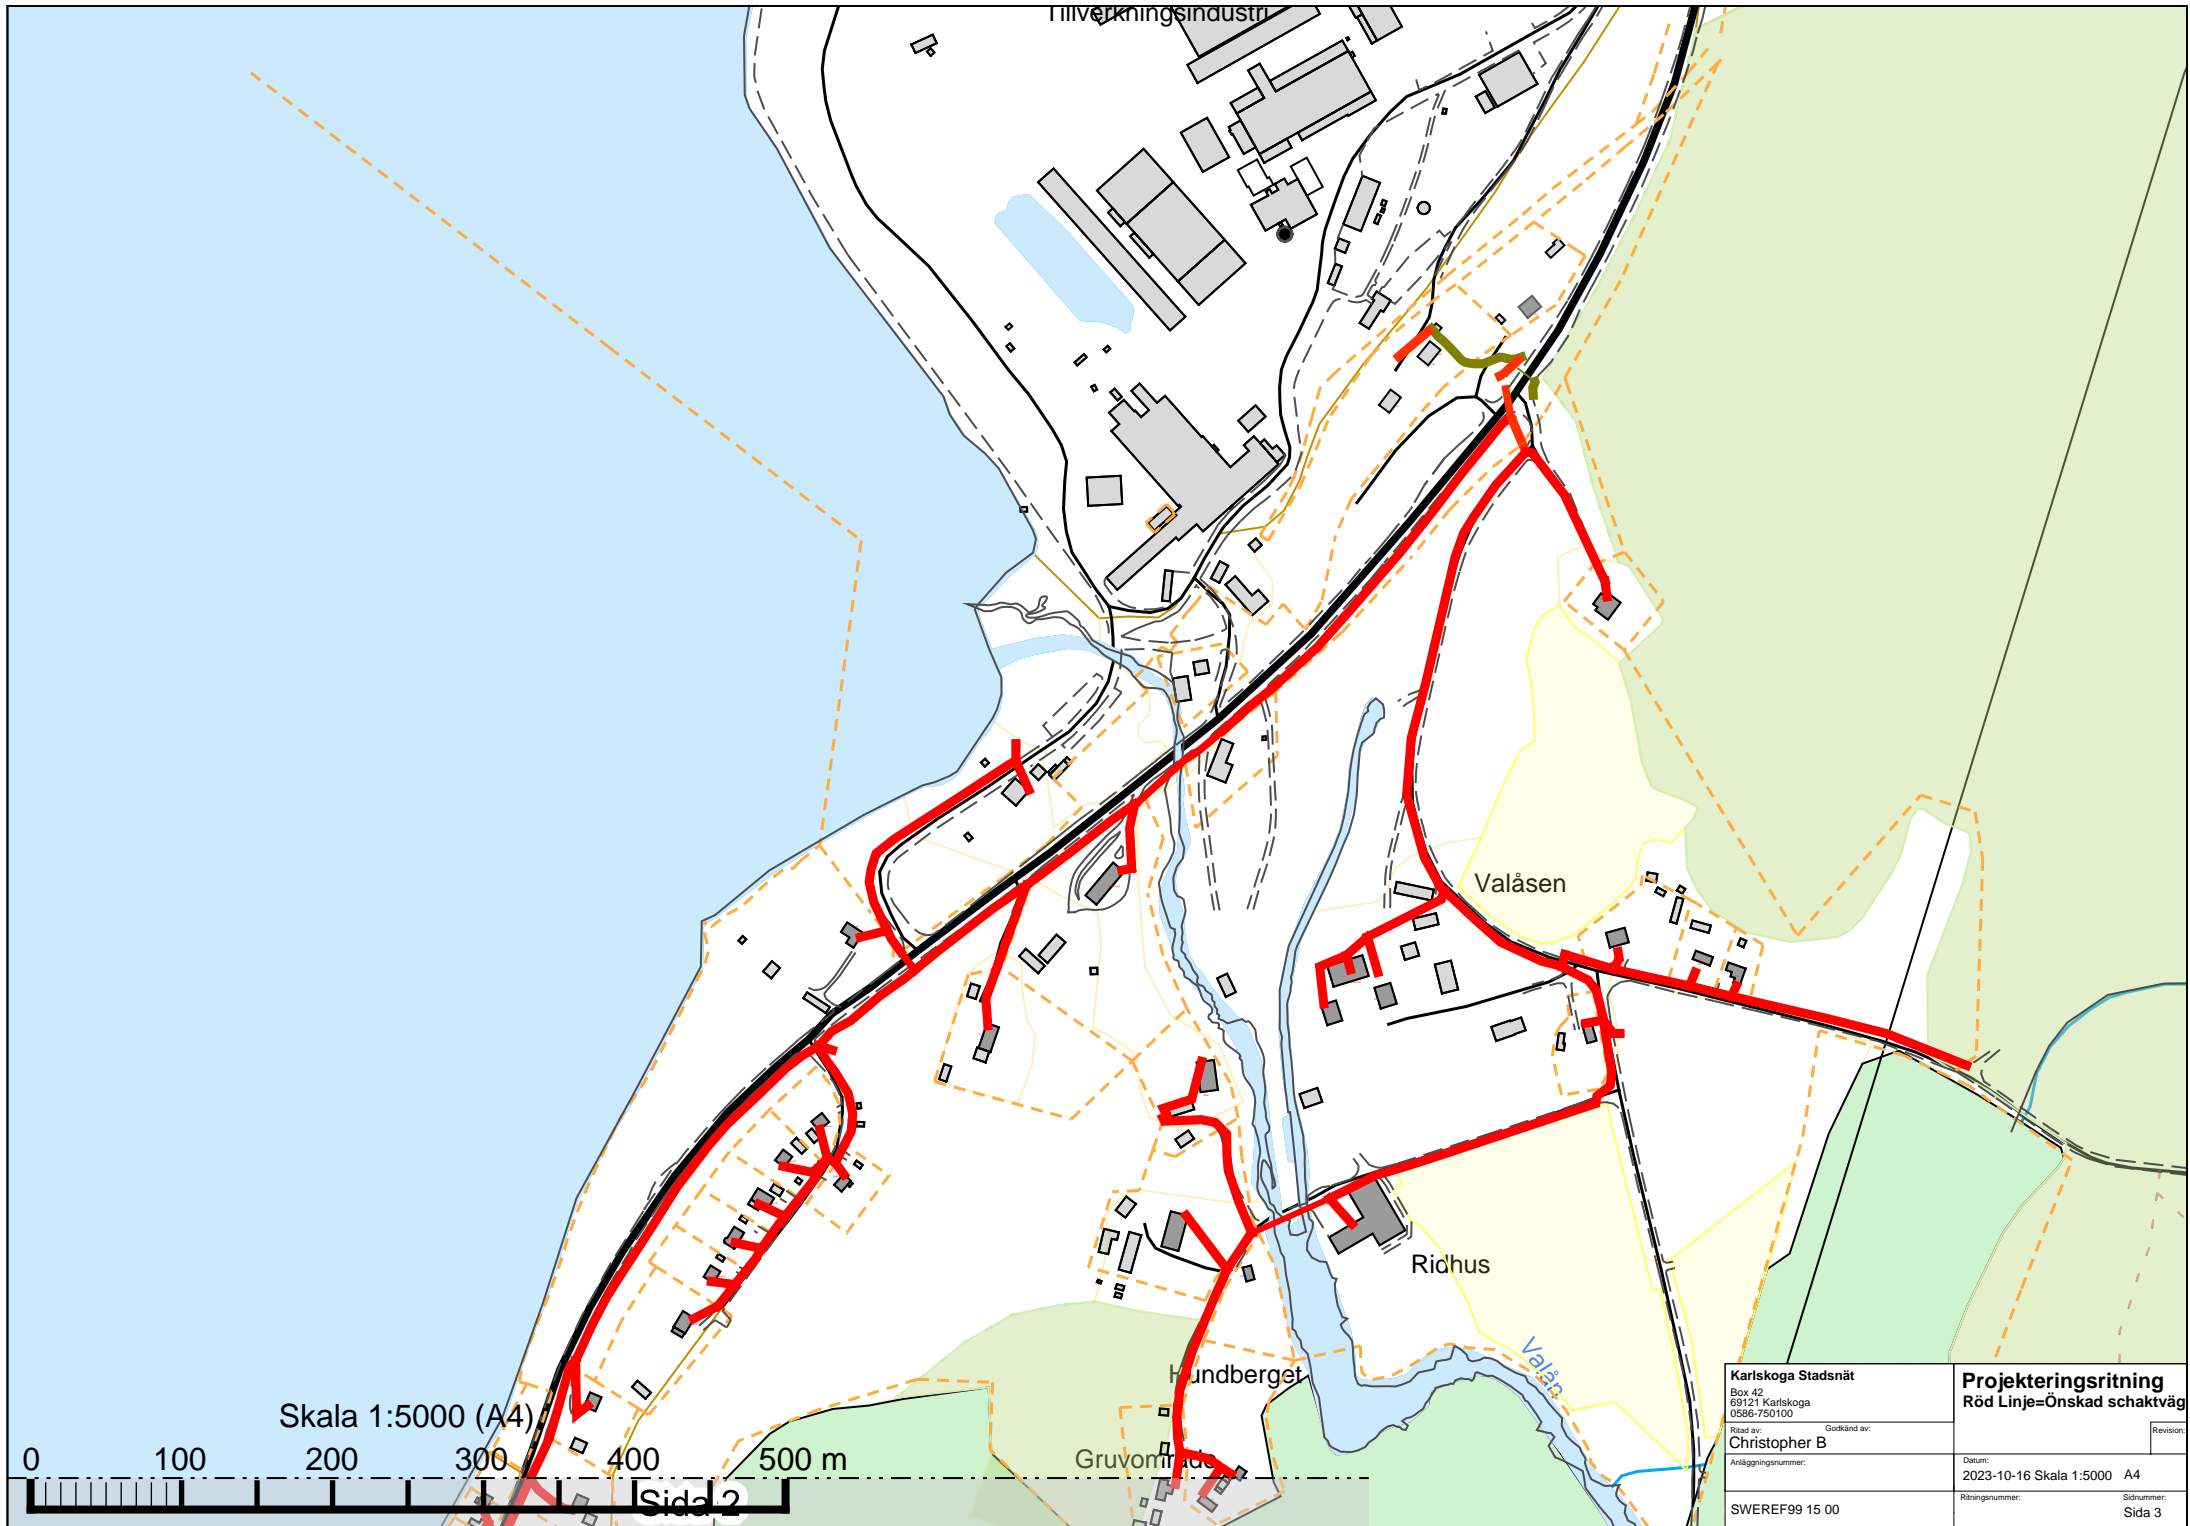 Tillverkningsindustri
Valåsen
Ridhus
Hundberget
Valån
Gruvområde
Skala 1:5000 (A4)
0 100 200 300 400 500 m
Sida 2
Karlskoga Stadsnät
Box 42
69121 Karlskoga
0586-750100
Projekteringsritning
Röd Linje=Önskad schaktväg
Ritad av: Godkänd av:
Christopher B
Revision:
Anläggningsnummer:
Datum:
2023-10-16 Skala 1:5000 A4
SWEREF99 15 00
Ritningsnummer: Sidnummer:
Sida 3